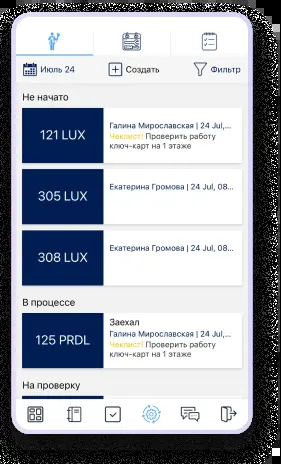 Июль 24
Создать
Фильтр
Не начато
121 LUX
Галина Мирославская | 24 Jul,...
Чеклист! Проверить работу
ключ-карт на 1 этаже
305 LUX
Екатерина Громова | 24 Jul, 08...
308 LUX
Екатерина Громова | 24 Jul, 08...
В процессе
125 PRDL
Заехал
Галина Мирославская | 24 Jul,...
Чеклист! Проверить работу
ключ-карт на 1 этаже
На проверку